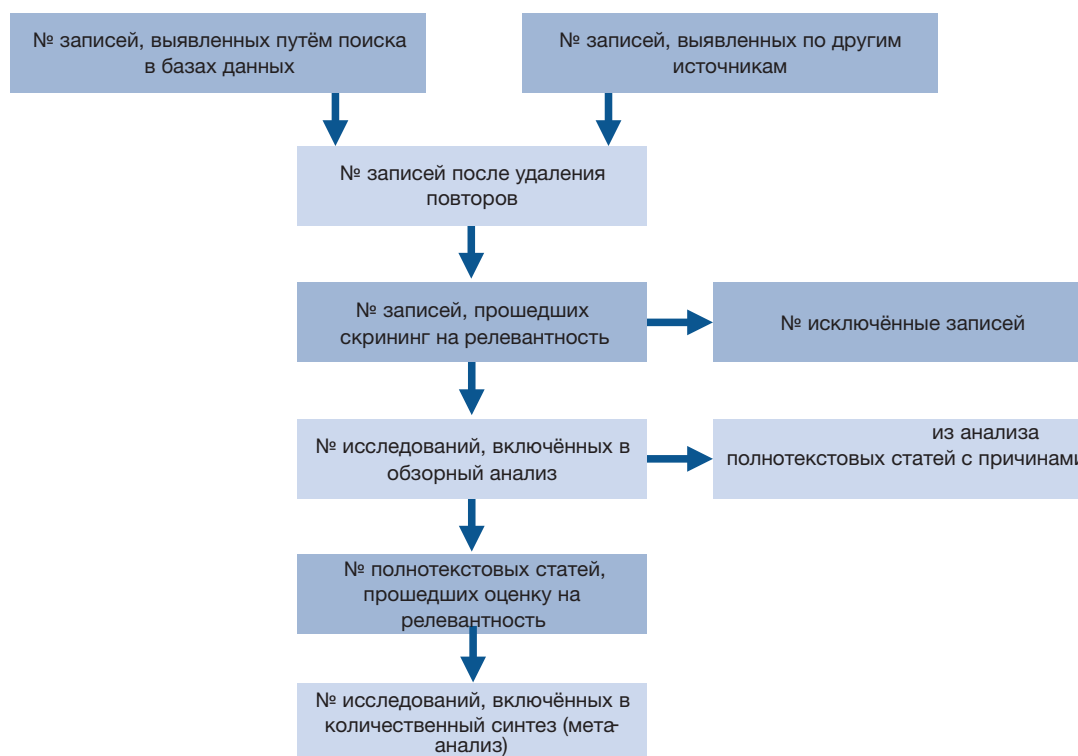 № записей, выявленных путём поиска
в базах данных
№ записей, выявленных по другим
источникам
№ записей после удаления
повторов
№ записей, прошедших
скрининг на релевантность
№ исключённые записей
№ исследований, включённых в
обзорный анализ
из анализа
полнотекстовых статей с причинами
№ полнотекстовых статей,
прошедших оценку на
релевантность
№ исследований, включённых в
количественный синтез (мета-
анализ)